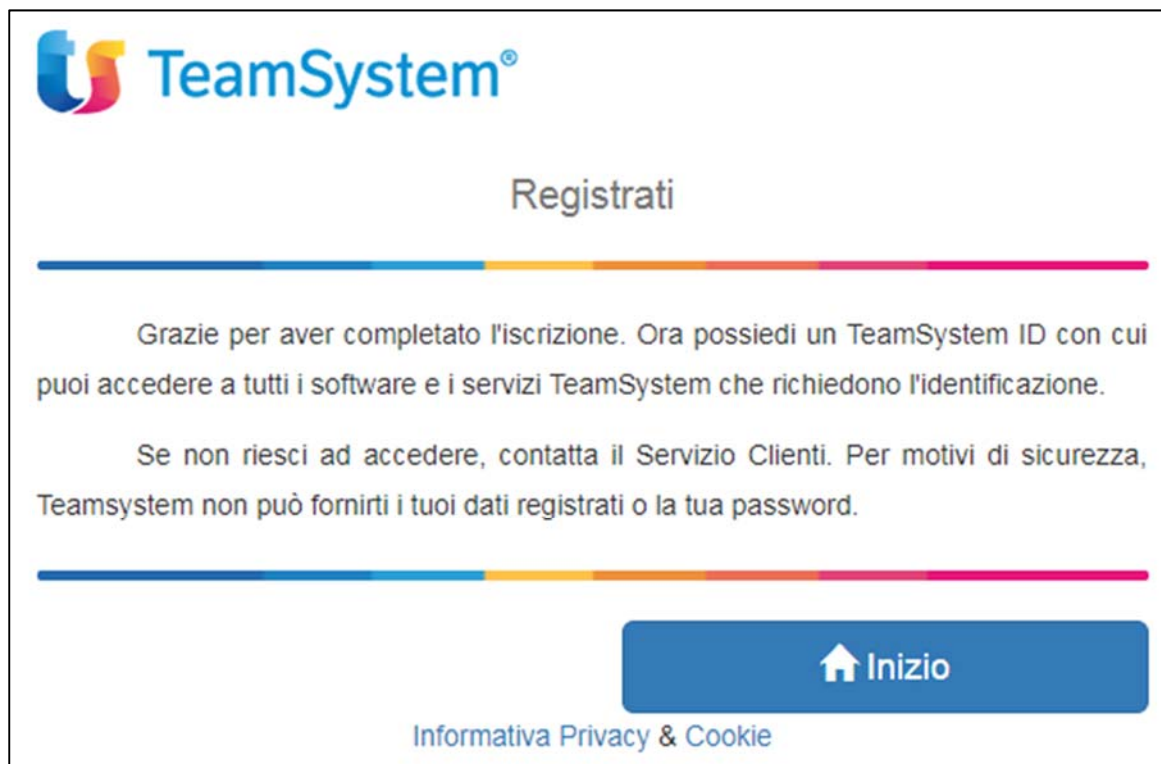 ts TeamSystem®
Registrati
Grazie per aver completato l'iscrizione. Ora possiedi un TeamSystem ID con cui
puoi accedere a tutti i software e i servizi TeamSystem che richiedono l'identificazione.
Se non riesci ad accedere, contatta il Servizio Clienti. Per motivi di sicurezza,
Teamsystem non può fornirti i tuoi dati registrati o la tua password.
Inizio
Informativa Privacy & Cookie